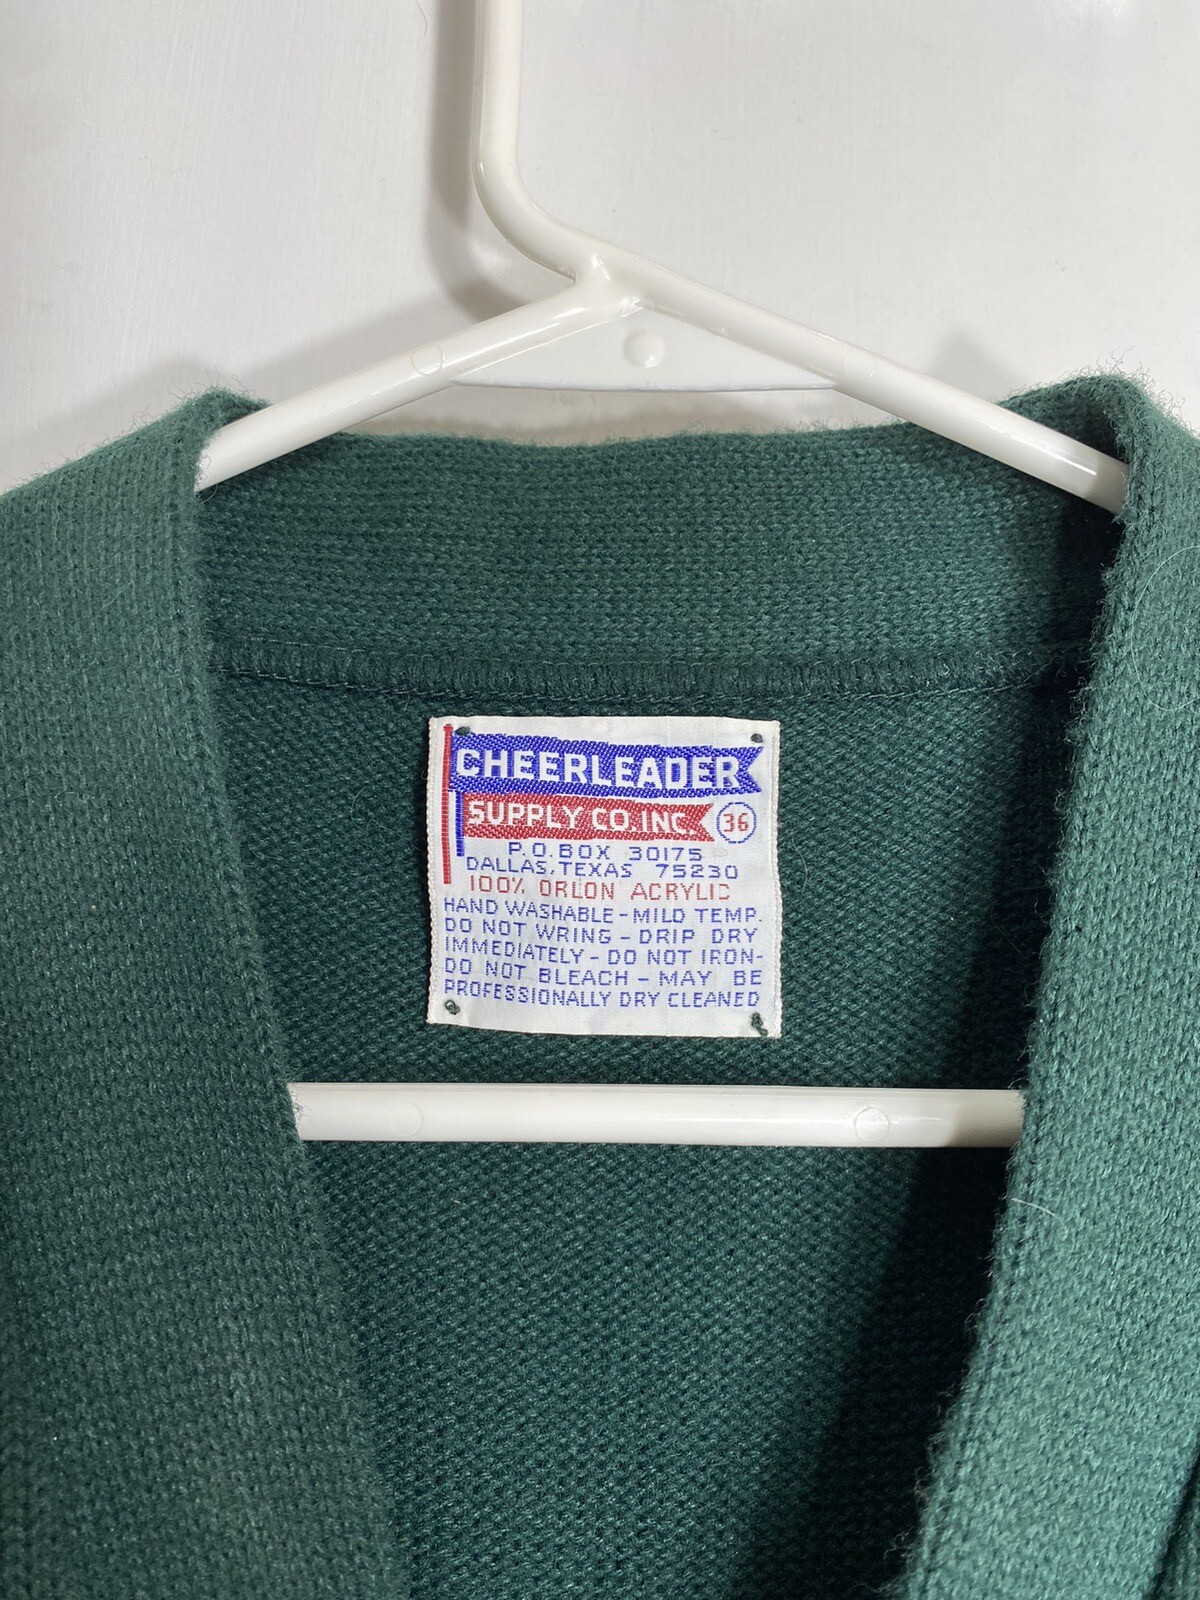 CHEERLEADER
SUPPLY CO. INC. 36
P.O. BOX 30175
DALLAS, TEXAS 75230
100% ORLON ACRYLIC
HAND WASHABLE - MILD TEMP.
DO NOT WRING - DRIP DRY
IMMEDIATELY - DO NOT IRON-
DO NOT BLEACH - MAY BE
PROFESSIONALLY DRY CLEANED